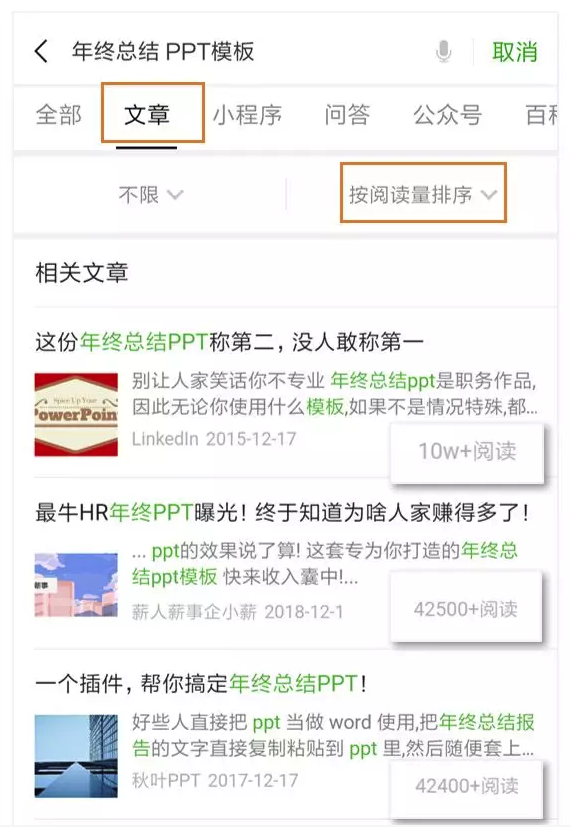 年终总结 PPT模板
取消
全部 文章 小程序 问答 公众号 百科
不限 按阅读量排序
相关文章
这份年终总结PPT称第二，没人敢称第一
Spice Up Your
PowerPoin
别让人家笑话你不专业 年终总结ppt是职务作品,
因此无论你使用什么模板,如果不是情况特殊,都...
LinkedIn 2015-12-17
10w+阅读
最牛HR年终PPT曝光！终于知道为啥人家赚得多了！
... ppt的效果说了算! 这套专为你打造的年终总
结ppt模板 快来收入囊中!...
薪人薪事企小薪 2018-12-1
42500+阅读
一个插件，帮你搞定年终总结PPT！
好些人直接把 ppt 当做 word 使用,把年终总结报
告的文字直接复制粘贴到 ppt 里,然后随便套上...
秋叶PPT 2017-12-17
42400+阅读